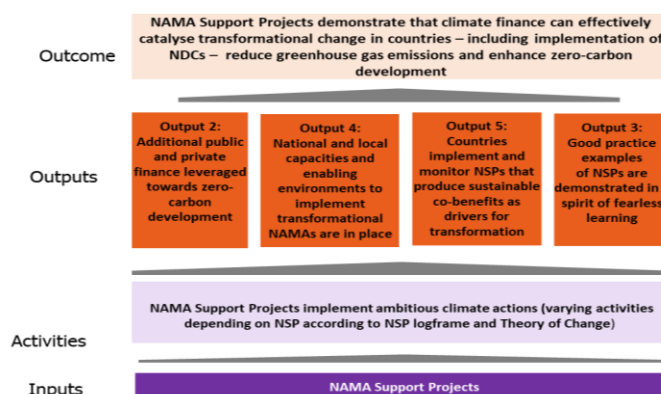 Outcome
NAMA Support Projects demonstrate that climate finance can effectively
catalyse transformational change in countries – including implementation of
NDCs – reduce greenhouse gas emissions and enhance zero-carbon
development
Outputs
Output 2:
Additional public
and private
finance leveraged
towards zero-
carbon
development
Output 4:
National and local
capacities and
enabling
environments to
implement
transformational
NAMAs are in place
Output 5:
Countries
implement and
monitor NSPs that
produce sustainable
co-benefits as
drivers for
transformation
Output 3:
Good practice
examples
of NSPs are
demonstrated in
spirit of fearless
learning
Activities
NAMA Support Projects implement ambitious climate actions (varying activities
depending on NSP according to NSP logframe and Theory of Change)
Inputs
NAMA Support Projects